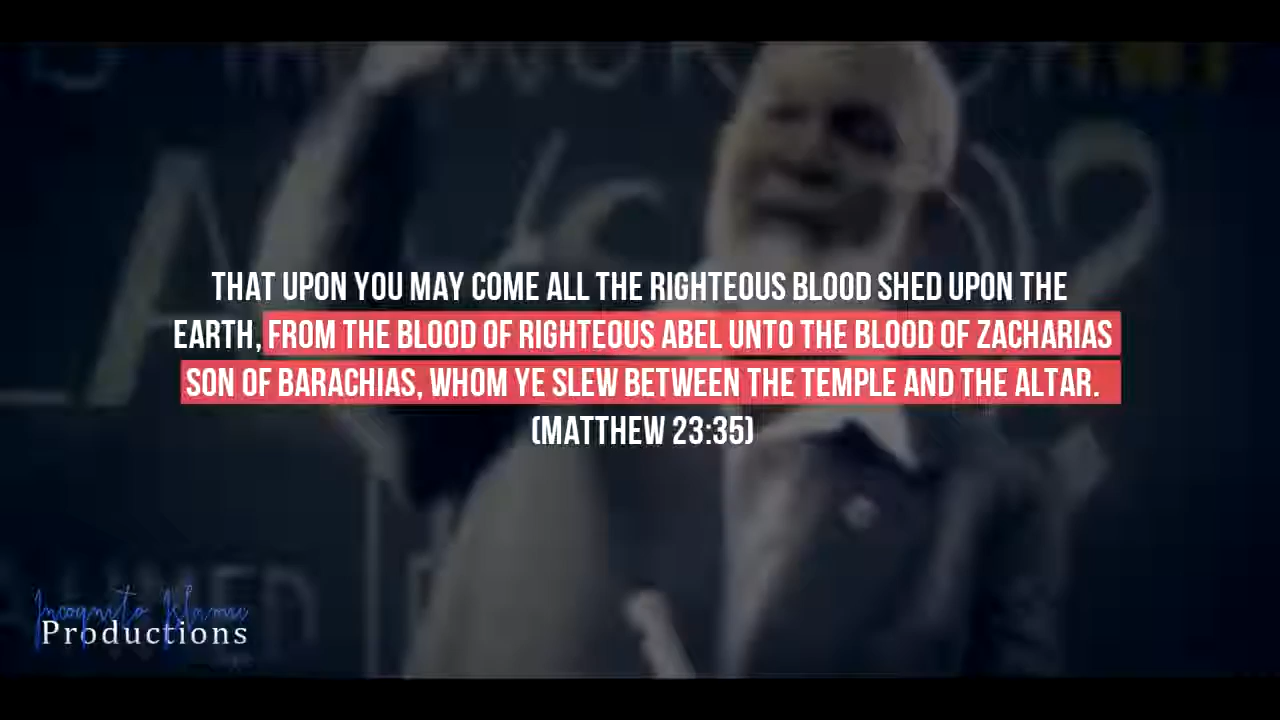 THAT UPON YOU MAY COME ALL THE RIGHTEOUS BLOOD SHED UPON THE
EARTH, FROM THE BLOOD OF RIGHTEOUS ABEL UNTO THE BLOOD OF ZACHARIAS
SON OF BARACHIAS, WHOM YE SLEW BETWEEN THE TEMPLE AND THE ALTAR.
(MATTHEW 23:35)
Incognito Islamic
Productions